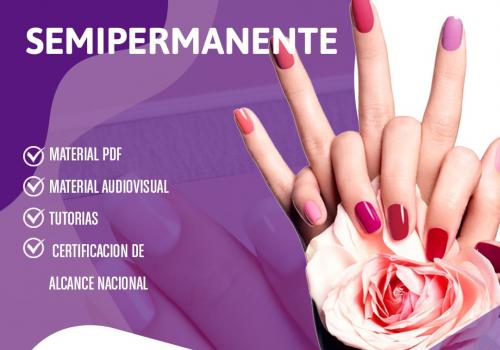 SEMIPERMANENTE
MATERIAL PDF
MATERIAL AUDIOVISUAL
TUTORIAS
CERTIFICACION DE
ALCANCE NACIONAL